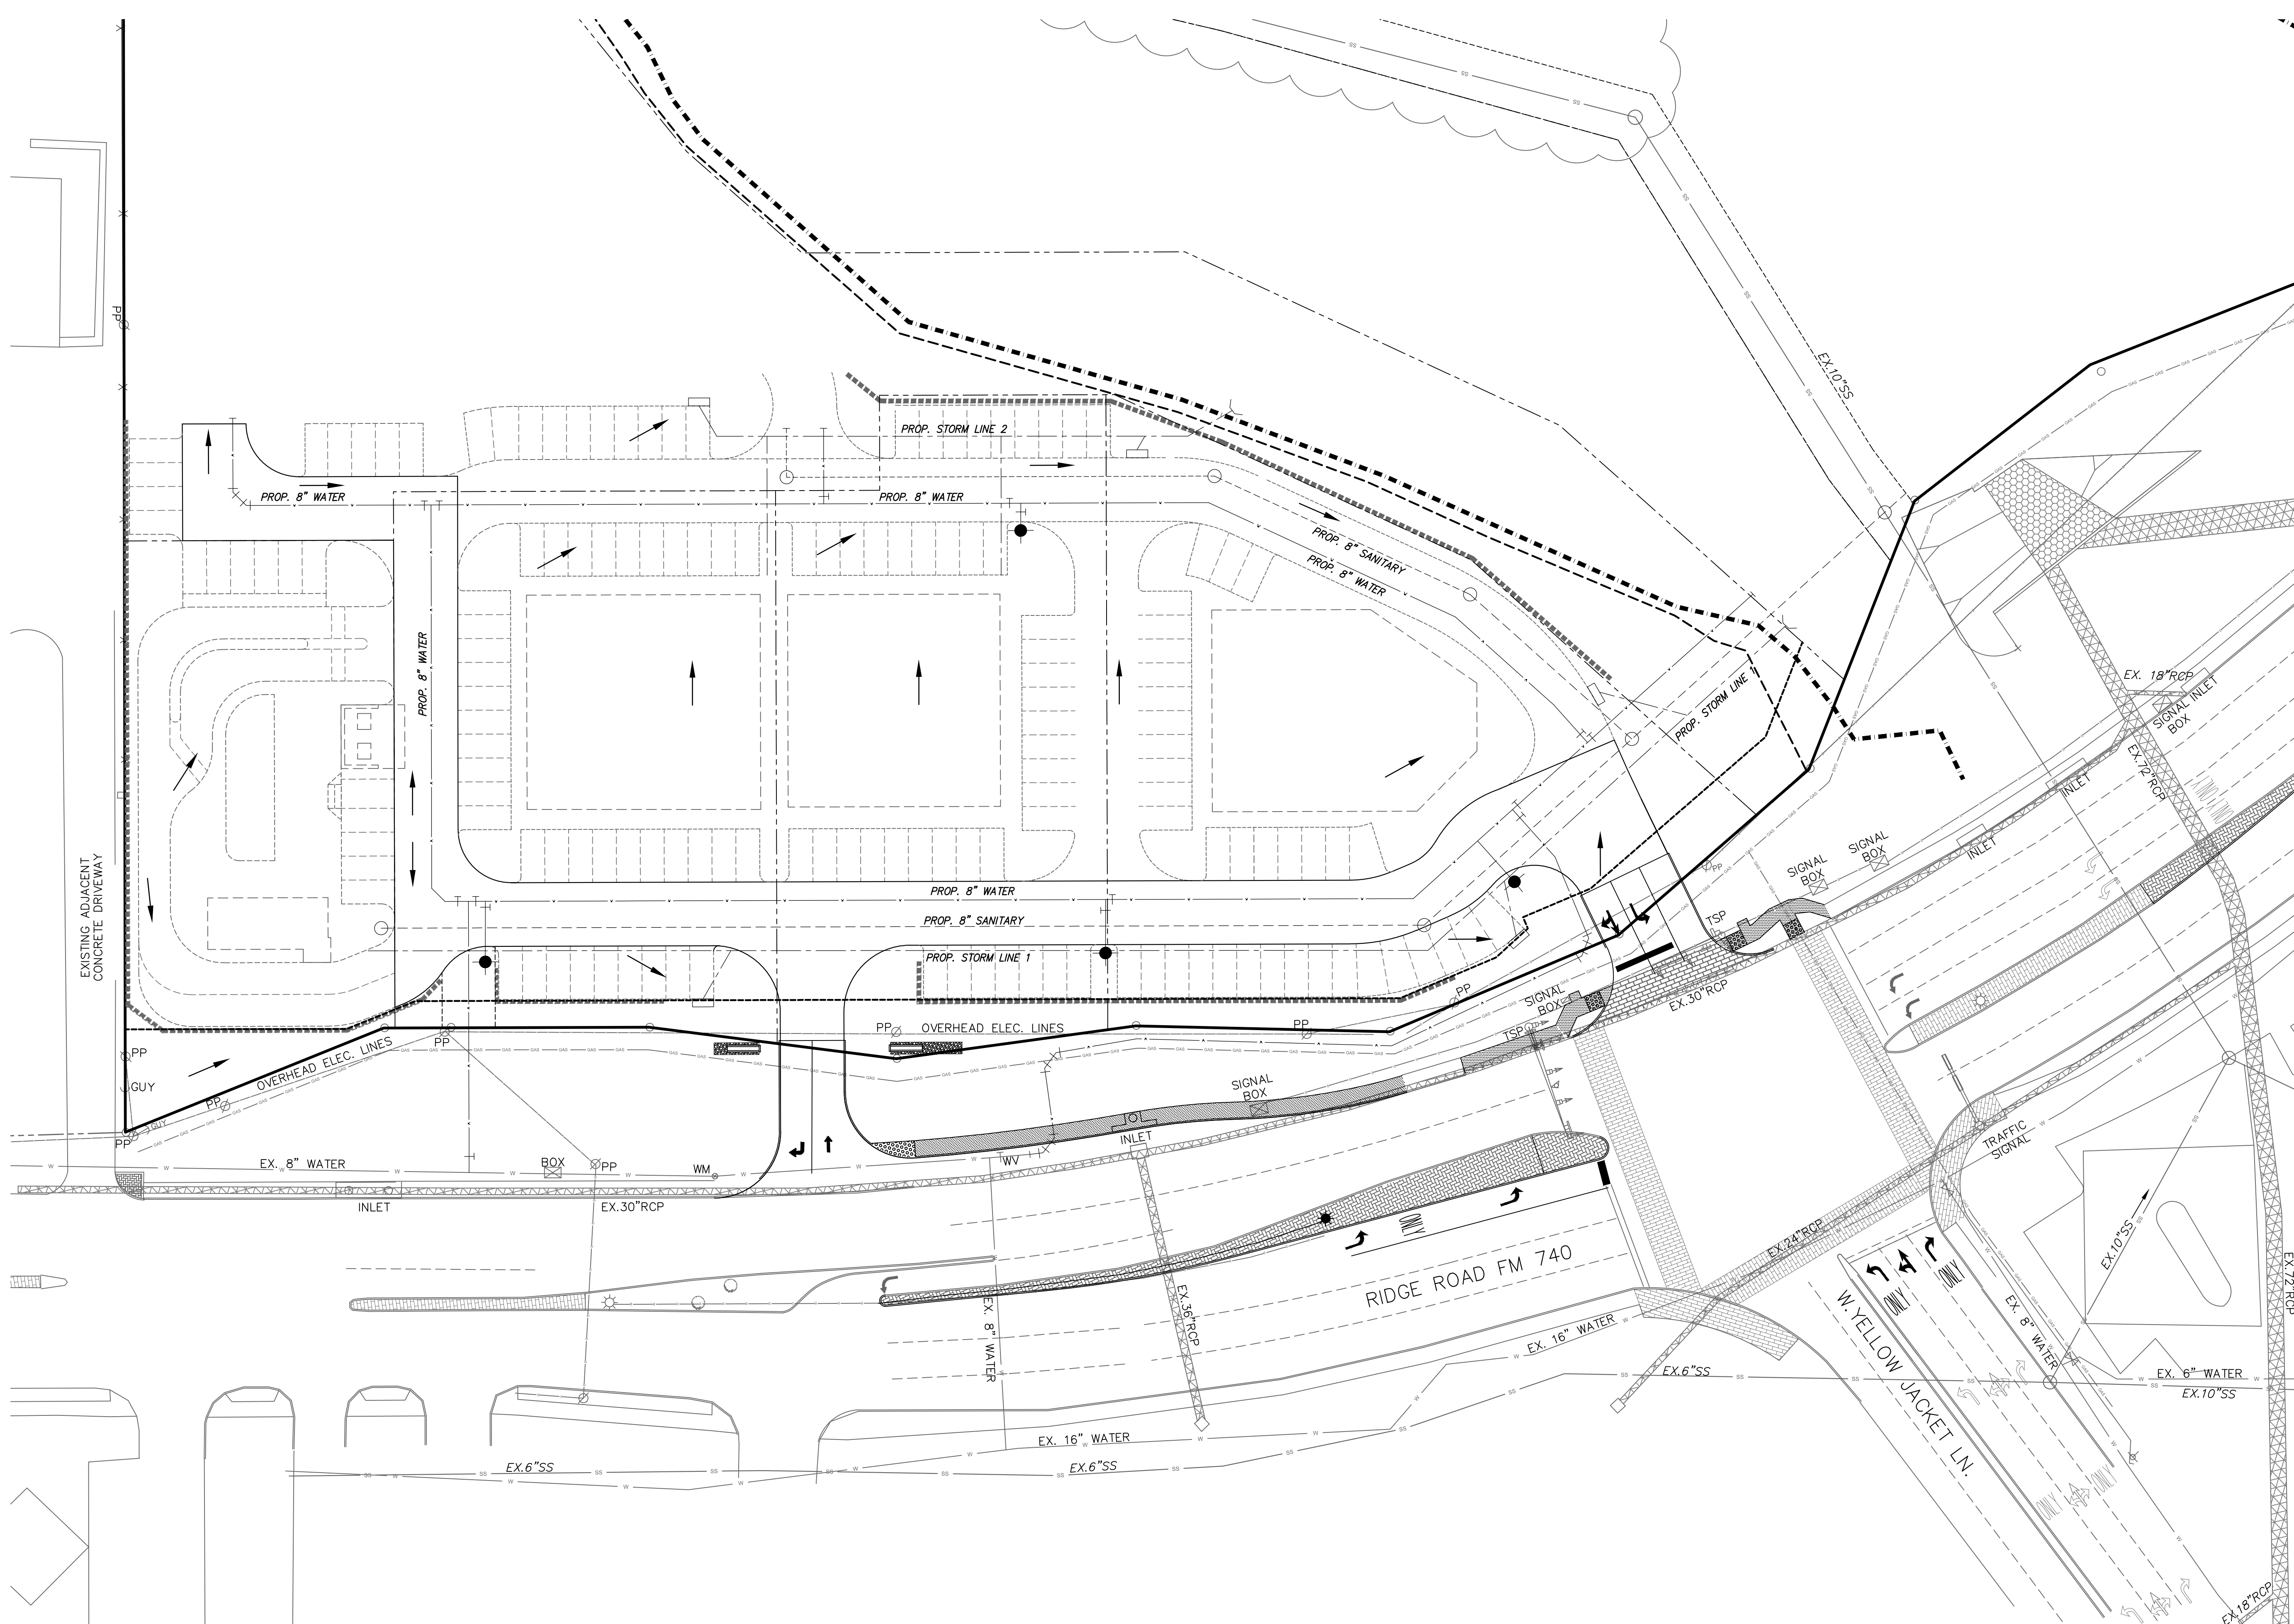 EX.10"SS
PP
PROP. STORM LINE 2
PROP. 8" WATER
PROP. 8" WATER
PROP. 8" SANITARY
PROP. 8" WATER
PROP. 8" WATER
PROP. STORM LINE 1
EX. 18"RCP
SIGNAL INLET
BOX
EX.72"RCP
INLET
INLET
SIGNAL
BOX
SIGNAL
BOX
TSP
PP
EXISTING ADJACENT
CONCRETE DRIVEWAY
PROP. 8" WATER
PROP. 8" SANITARY
PROP. STORM LINE 1
PP
SIGNAL
BOX
TSP
EX.30"RCP
PP
OVERHEAD ELEC. LINES
PP
PP
PP
GUY
OVERHEAD ELEC. LINES
PP
GUY
PP
SIGNAL
BOX
INLET
WV
EX. 8" WATER
BOX
PP
WM
INLET
EX.30"RCP
TRAFFIC
SIGNAL
ONLY
RIDGE ROAD FM 740
EX.24"RCP
EX. 8" WATER
EX.36"RCP
EX. 16" WATER
EX.6"SS
W.YELLOW JACKET LN.
ONLY
ONLY
EX. 8" WATER
EX.10"SS
EX.72"RCP
EX. 6" WATER
EX.10"SS
EX. 16" WATER
EX.6"SS
EX.6"SS
ONLY
ONLY
EX.18"RCP